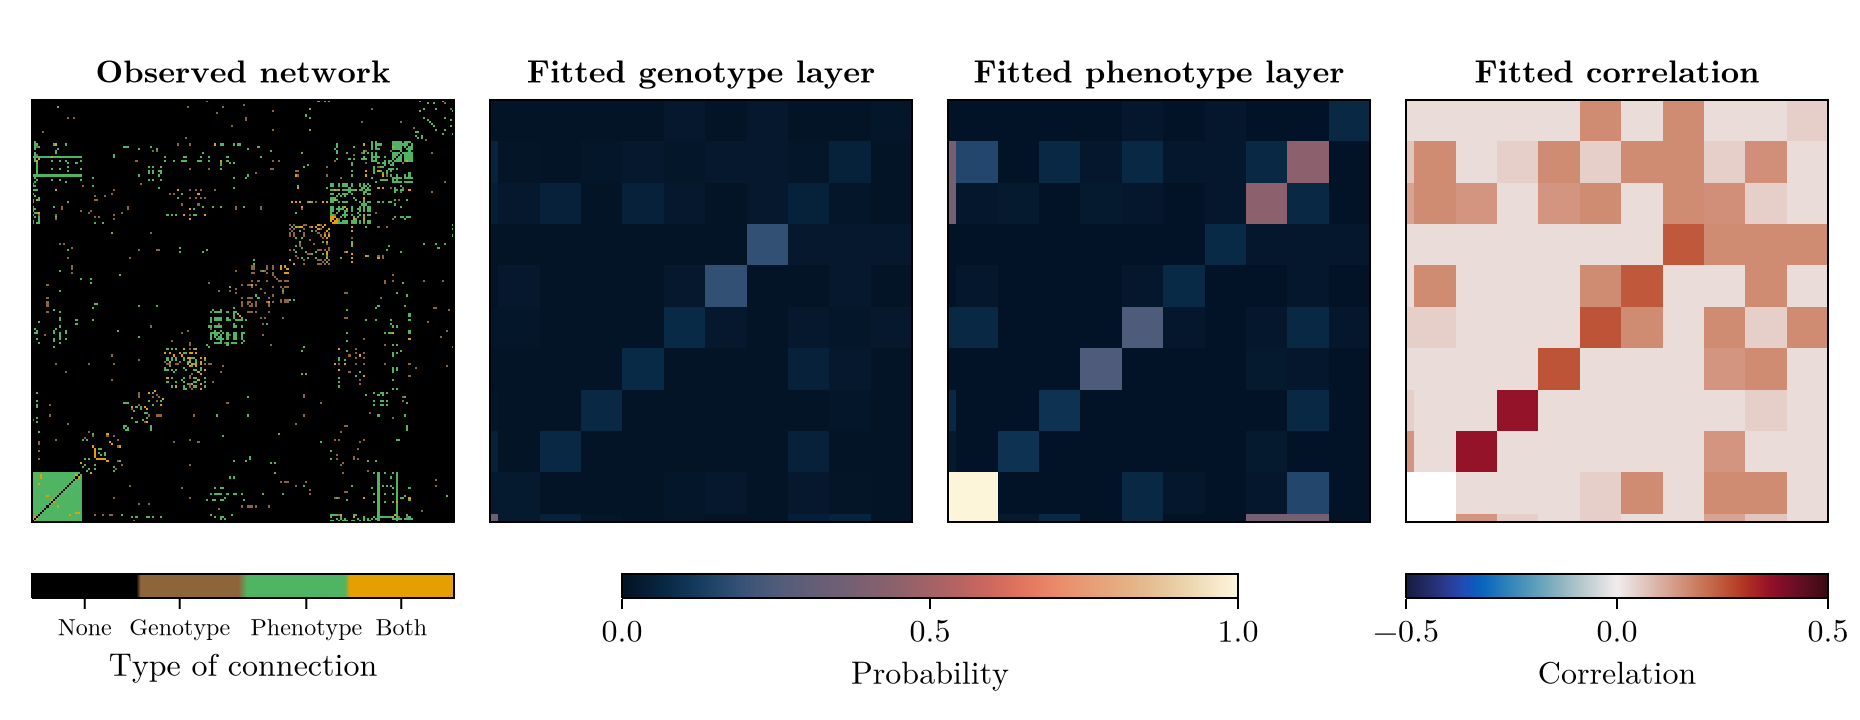 Observed network
Fitted genotype layer
Fitted phenotype layer
Fitted correlation
None Genotype Phenotype Both
Type of connection
0.0 0.5 1.0
Probability
−0.5 0.0 0.5
Correlation